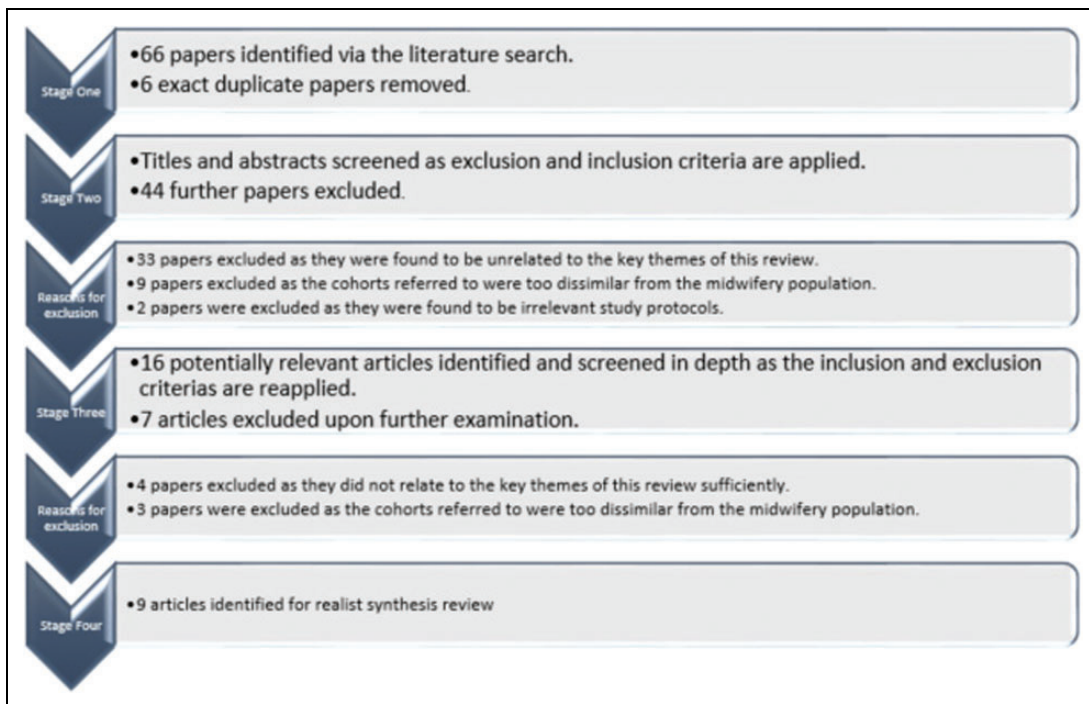 Stage One
•66 papers identified via the literature search.
•6 exact duplicate papers removed.
Stage Two
•Titles and abstracts screened as exclusion and inclusion criteria are applied.
•44 further papers excluded.
Reasons for
exclusion
•33 papers excluded as they were found to be unrelated to the key themes of this review.
•9 papers excluded as the cohorts referred to were too dissimilar from the midwifery population.
•2 papers were excluded as they were found to be irrelevant study protocols.
Stage Three
•16 potentially relevant articles identified and screened in depth as the inclusion and exclusion
criterias are reapplied.
•7 articles excluded upon further examination.
Reasons for
exclusion
•4 papers excluded as they did not relate to the key themes of this review sufficiently.
•3 papers were excluded as the cohorts referred to were too dissimilar from the midwifery population.
Stage Four
•9 articles identified for realist synthesis review